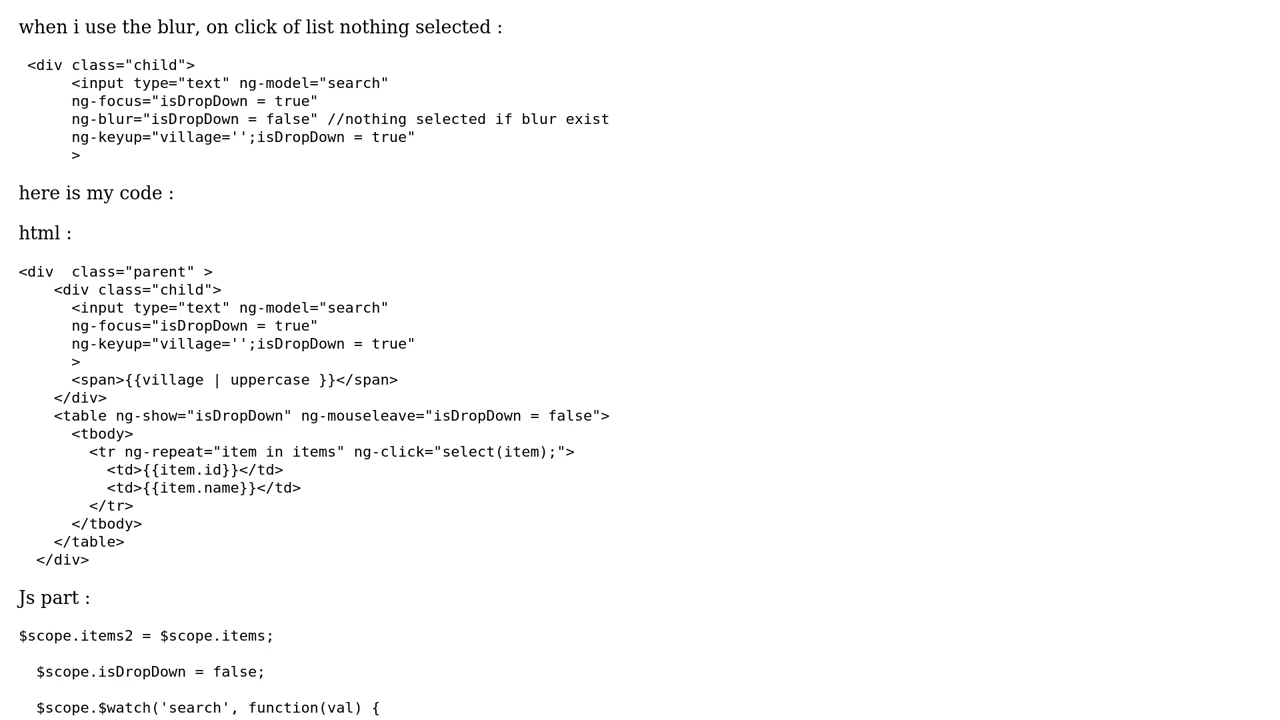 when i use the blur, on click of list nothing selected :
 <div class="child">
      <input type="text" ng-model="search"
      ng-focus="isDropDown = true"
      ng-blur="isDropDown = false" //nothing selected if blur exist
      ng-keyup="village='';isDropDown = true"
      >
here is my code :
html :
<div  class="parent" >
    <div class="child">
      <input type="text" ng-model="search"
      ng-focus="isDropDown = true"
      ng-keyup="village='';isDropDown = true"
      >
      <span>{{village | uppercase }}</span>
    </div>
    <table ng-show="isDropDown" ng-mouseleave="isDropDown = false">
      <tbody>
        <tr ng-repeat="item in items" ng-click="select(item);">
          <td>{{item.id}}</td>
          <td>{{item.name}}</td>
        </tr>
      </tbody>
    </table>
  </div>
Js part :
$scope.items2 = $scope.items;
  $scope.isDropDown = false;
  $scope.$watch('search', function(val) {